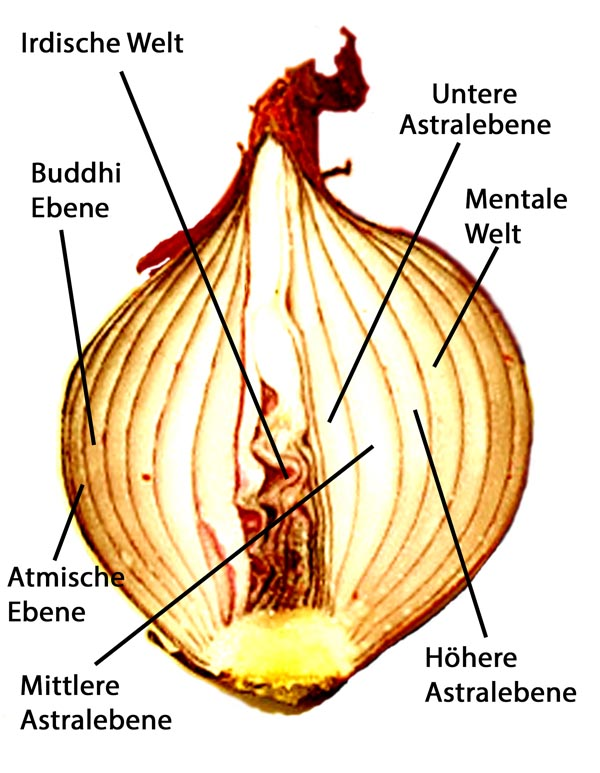 Irdische Welt
Untere
Astralebene
Buddhi
Ebene
Mentale
Welt
Atmische
Ebene
Mittlere
Astralebene
Höhere
Astralebene